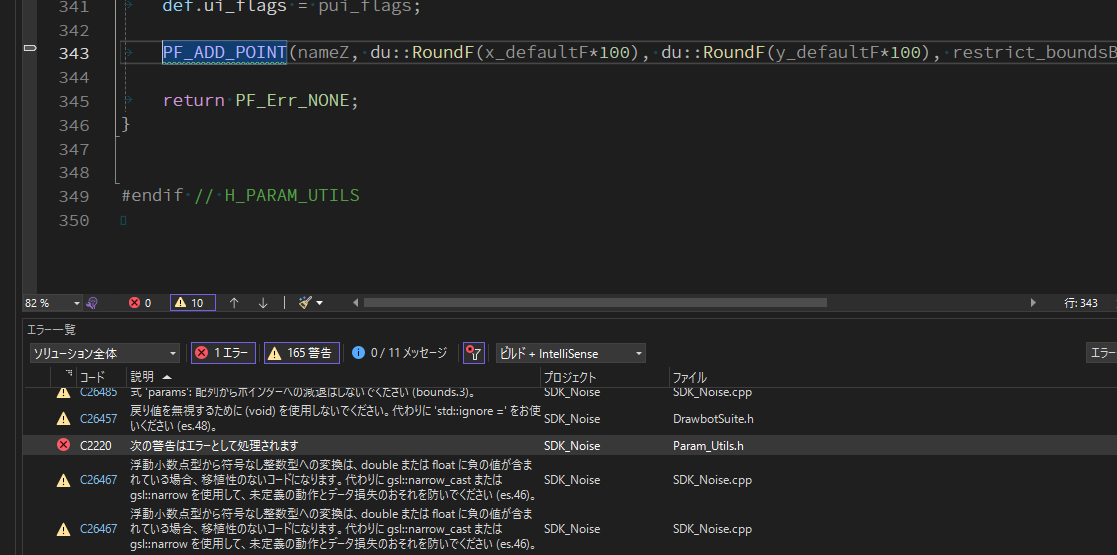 341 def.ui_flags = pui_flags;
342
343 PF_ADD_POINT(nameZ, du::RoundF(x_defaultF*100), du::RoundF(y_defaultF*100), restrict_boundsB
344
345 return PF_Err_NONE;
346 }
347
348
349 #endif // H_PARAM_UTILS
350
82 % 0 10 行: 343
エラー一覧
ソリューション全体 1 エラー 165 警告 0 / 11 メッセージ ビルド + IntelliSense エラー
コード 説明 プロジェクト ファイル
C26485 式 'params': 配列からポインターへの減退はしないでください (bounds.3)。 SDK_Noise SDK_Noise.cpp
C26457 戻り値を無視するために (void) を使用しないでください。代わりに 'std::ignore =' をお使
いください (es.48)。 SDK_Noise DrawbotSuite.h
C2220 次の警告はエラーとして処理されます SDK_Noise Param_Utils.h
浮動小数点型から符号なし整数型への変換は、double または float に負の値が含ま
C26467 れている場合、移植性のないコードになります。代わりに gsl::narrow_cast または SDK_Noise SDK_Noise.cpp
gsl::narrow を使用して、未定義の動作とデータ損失のおそれを防いでください (es.46)。
浮動小数点型から符号なし整数型への変換は、double または float に負の値が含ま
C26467 れている場合、移植性のないコードになります。代わりに gsl::narrow_cast または SDK_Noise SDK_Noise.cpp
gsl::narrow を使用して、未定義の動作とデータ損失のおそれを防いでください (es.46)。